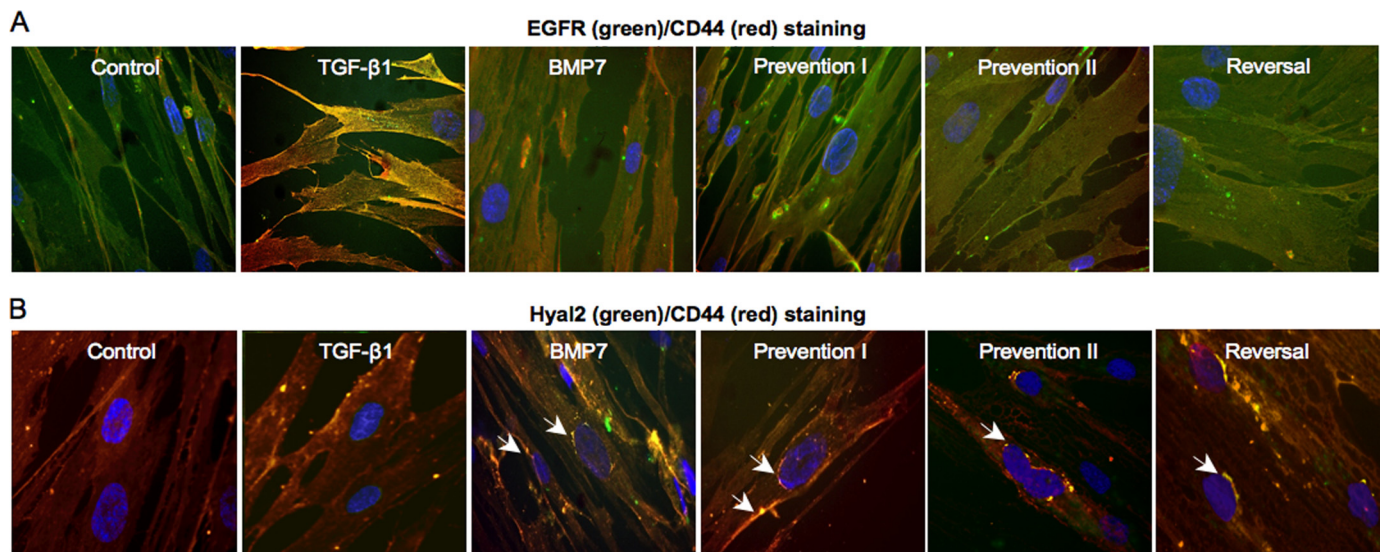 A
EGFR (green)/CD44 (red) staining
Control TGF-β1 BMP7 Prevention I Prevention II Reversal
B
Hyal2 (green)/CD44 (red) staining
Control TGF-β1 BMP7 Prevention I Prevention II Reversal